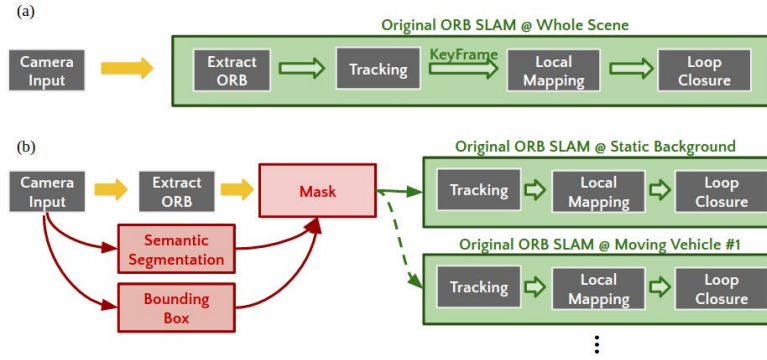 (a)
Original ORB SLAM @ Whole Scene
Camera
Input
Extract
ORB
Tracking
KeyFrame
Local
Mapping
Loop
Closure
(b)
Original ORB SLAM @ Static Background
Camera
Input
Extract
ORB
Mask
Tracking
Local
Mapping
Loop
Closure
Semantic
Segmentation
Bounding
Box
Original ORB SLAM @ Moving Vehicle #1
Tracking
Local
Mapping
Loop
Closure